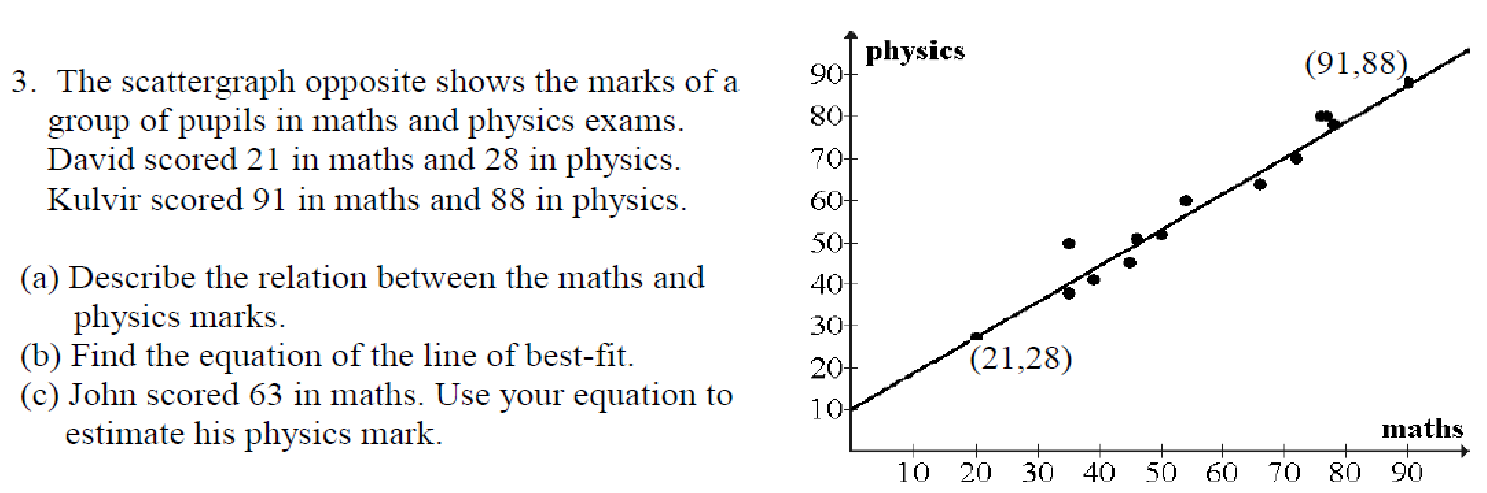 3. The scattergraph opposite shows the marks of a
group of pupils in maths and physics exams.
David scored 21 in maths and 28 in physics.
Kulvir scored 91 in maths and 88 in physics.
(a) Describe the relation between the maths and
physics marks.
(b) Find the equation of the line of best-fit.
(c) John scored 63 in maths. Use your equation to
estimate his physics mark.
physics
(91,88)
90
80
70
60
50
40
30
(21,28)
20
10
maths
10 20 30 40 50 60 70 80 90